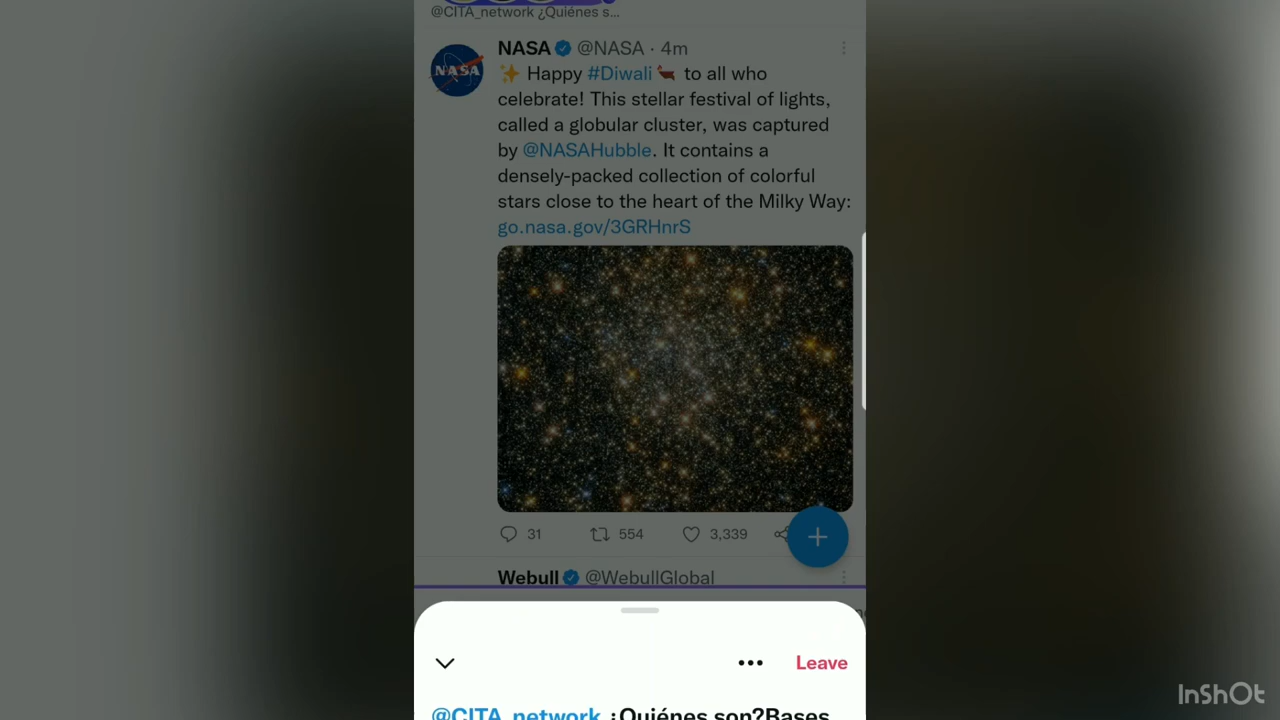 @CITA_network ¿Quiénes s...
NASA @NASA · 4m
NASA
✨ Happy #Diwali 🪔 to all who
celebrate! This stellar festival of lights,
called a globular cluster, was captured
by @NASAHubble. It contains a
densely-packed collection of colorful
stars close to the heart of the Milky Way:
go.nasa.gov/3GRHnrS
31 554 3,339
Webull @WebullGlobal
Leave
@CITA_network ¿Quiénes son?Bases
InShOt